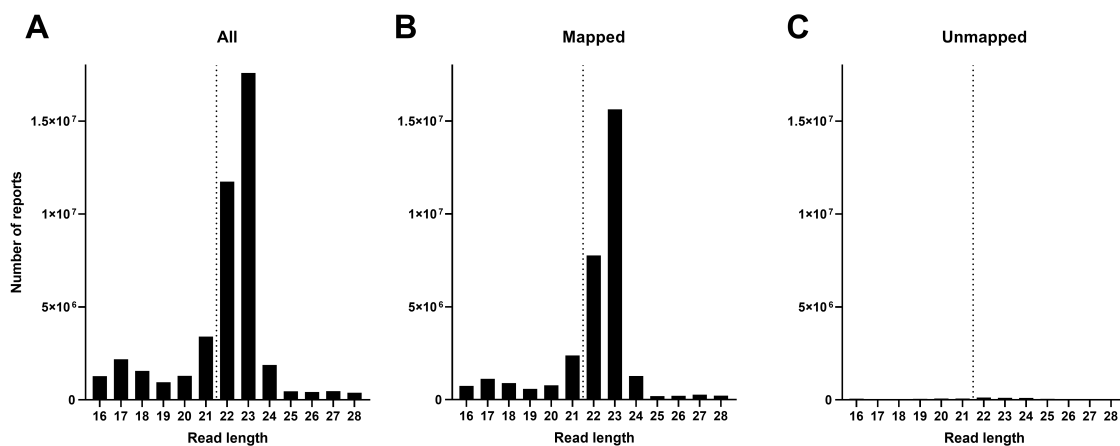 A
All
Number of reports
1.5×10⁷
1×10⁷
5×10⁶
0
16 17 18 19 20 21 22 23 24 25 26 27 28
Read length
B
Mapped
1.5×10⁷
1×10⁷
5×10⁶
0
16 17 18 19 20 21 22 23 24 25 26 27 28
Read length
C
Unmapped
1.5×10⁷
1×10⁷
5×10⁶
0
16 17 18 19 20 21 22 23 24 25 26 27 28
Read length